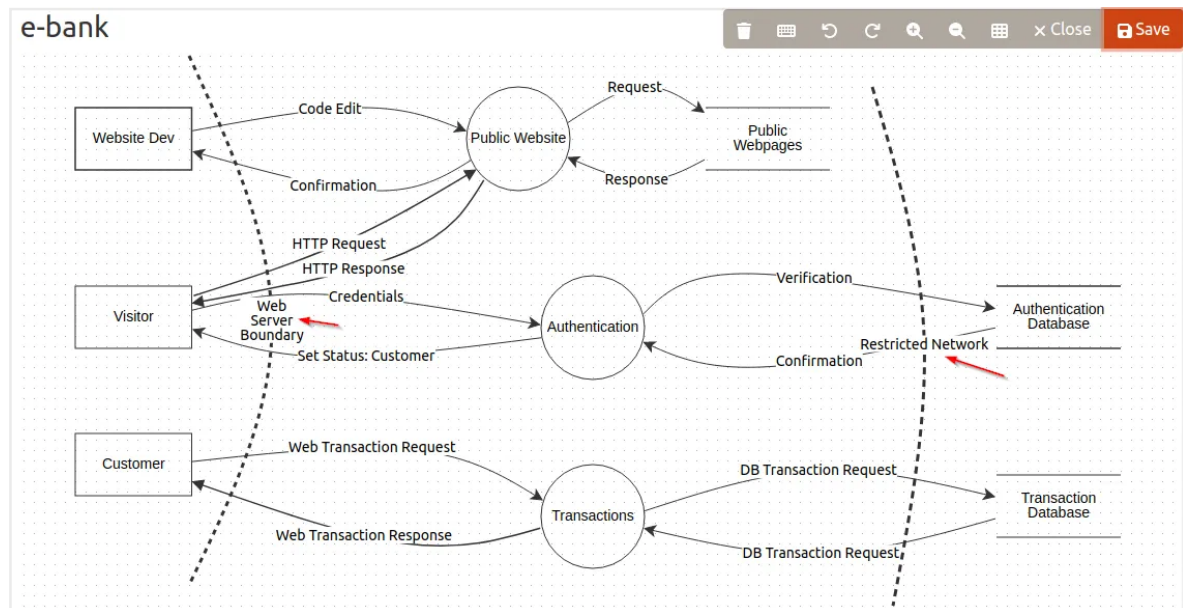 e-bank
Close
Save
Website Dev
Code Edit
Confirmation
Public Website
Request
Response
Public
Webpages
HTTP Request
HTTP Response
Visitor
Credentials
Web
Server
Boundary
Set Status: Customer
Authentication
Verification
Confirmation
Restricted Network
Authentication
Database
Customer
Web Transaction Request
Web Transaction Response
Transactions
DB Transaction Request
DB Transaction Request
Transaction
Database